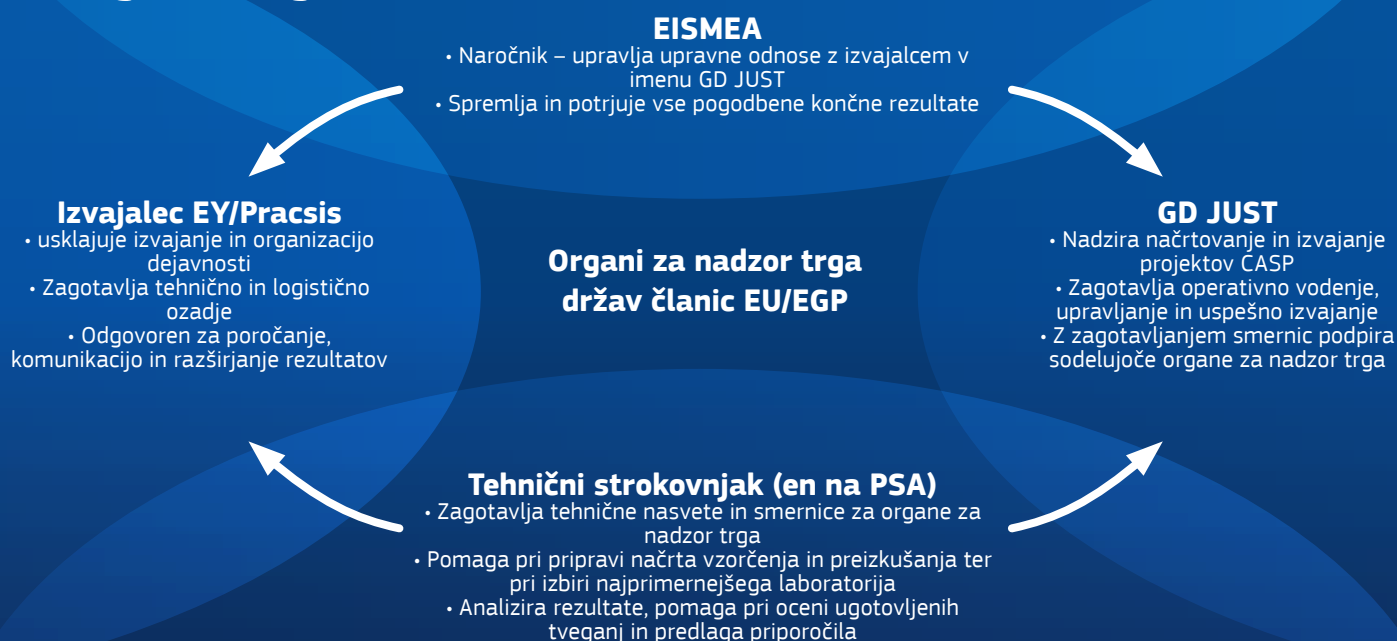 EISMEA
• Naročnik – upravlja upravne odnose z izvajalcem v
imenu GD JUST
• Spremlja in potrjuje vse pogodbene končne rezultate
Izvajalec EY/Pracsis
• usklajuje izvajanje in organizacijo
dejavnosti
• Zagotavlja tehnično in logistično
ozadje
• Odgovoren za poročanje,
komunikacijo in razširjanje rezultatov
Organi za nadzor trga
držav članic EU/EGP
GD JUST
• Nadzira načrtovanje in izvajanje
projektov CASP
• Zagotavlja operativno vodenje,
upravljanje in uspešno izvajanje
• Z zagotavljanjem smernic podpira
sodelujoče organe za nadzor trga
Tehnični strokovnjak (en na PSA)
• Zagotavlja tehnične nasvete in smernice za organe za
nadzor trga
• Pomaga pri pripravi načrta vzorčenja in preizkušanja ter
pri izbiri najprimernejšega laboratorija
• Analizira rezultate, pomaga pri oceni ugotovljenih
tveganj in predlaga priporočila